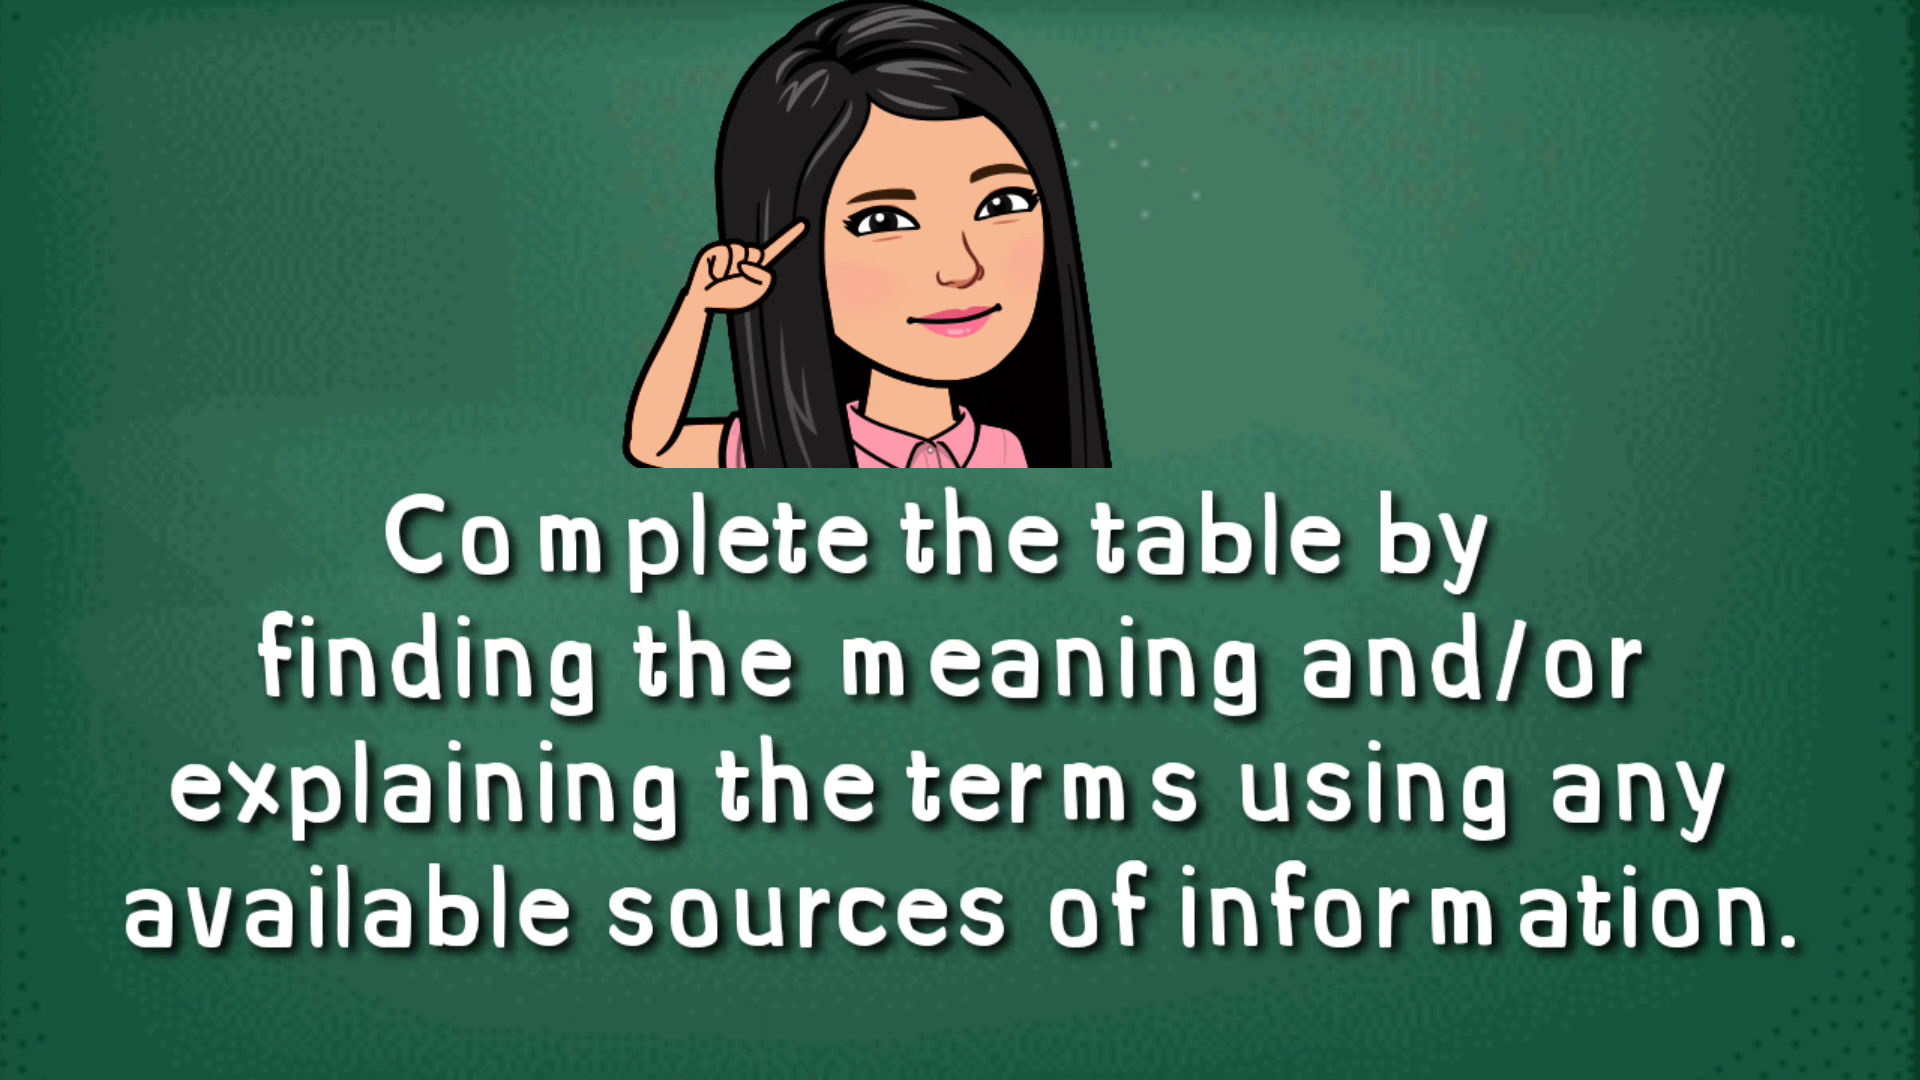 Complete the table by
finding the meaning and/or
explaining the terms using any
available sources of information.